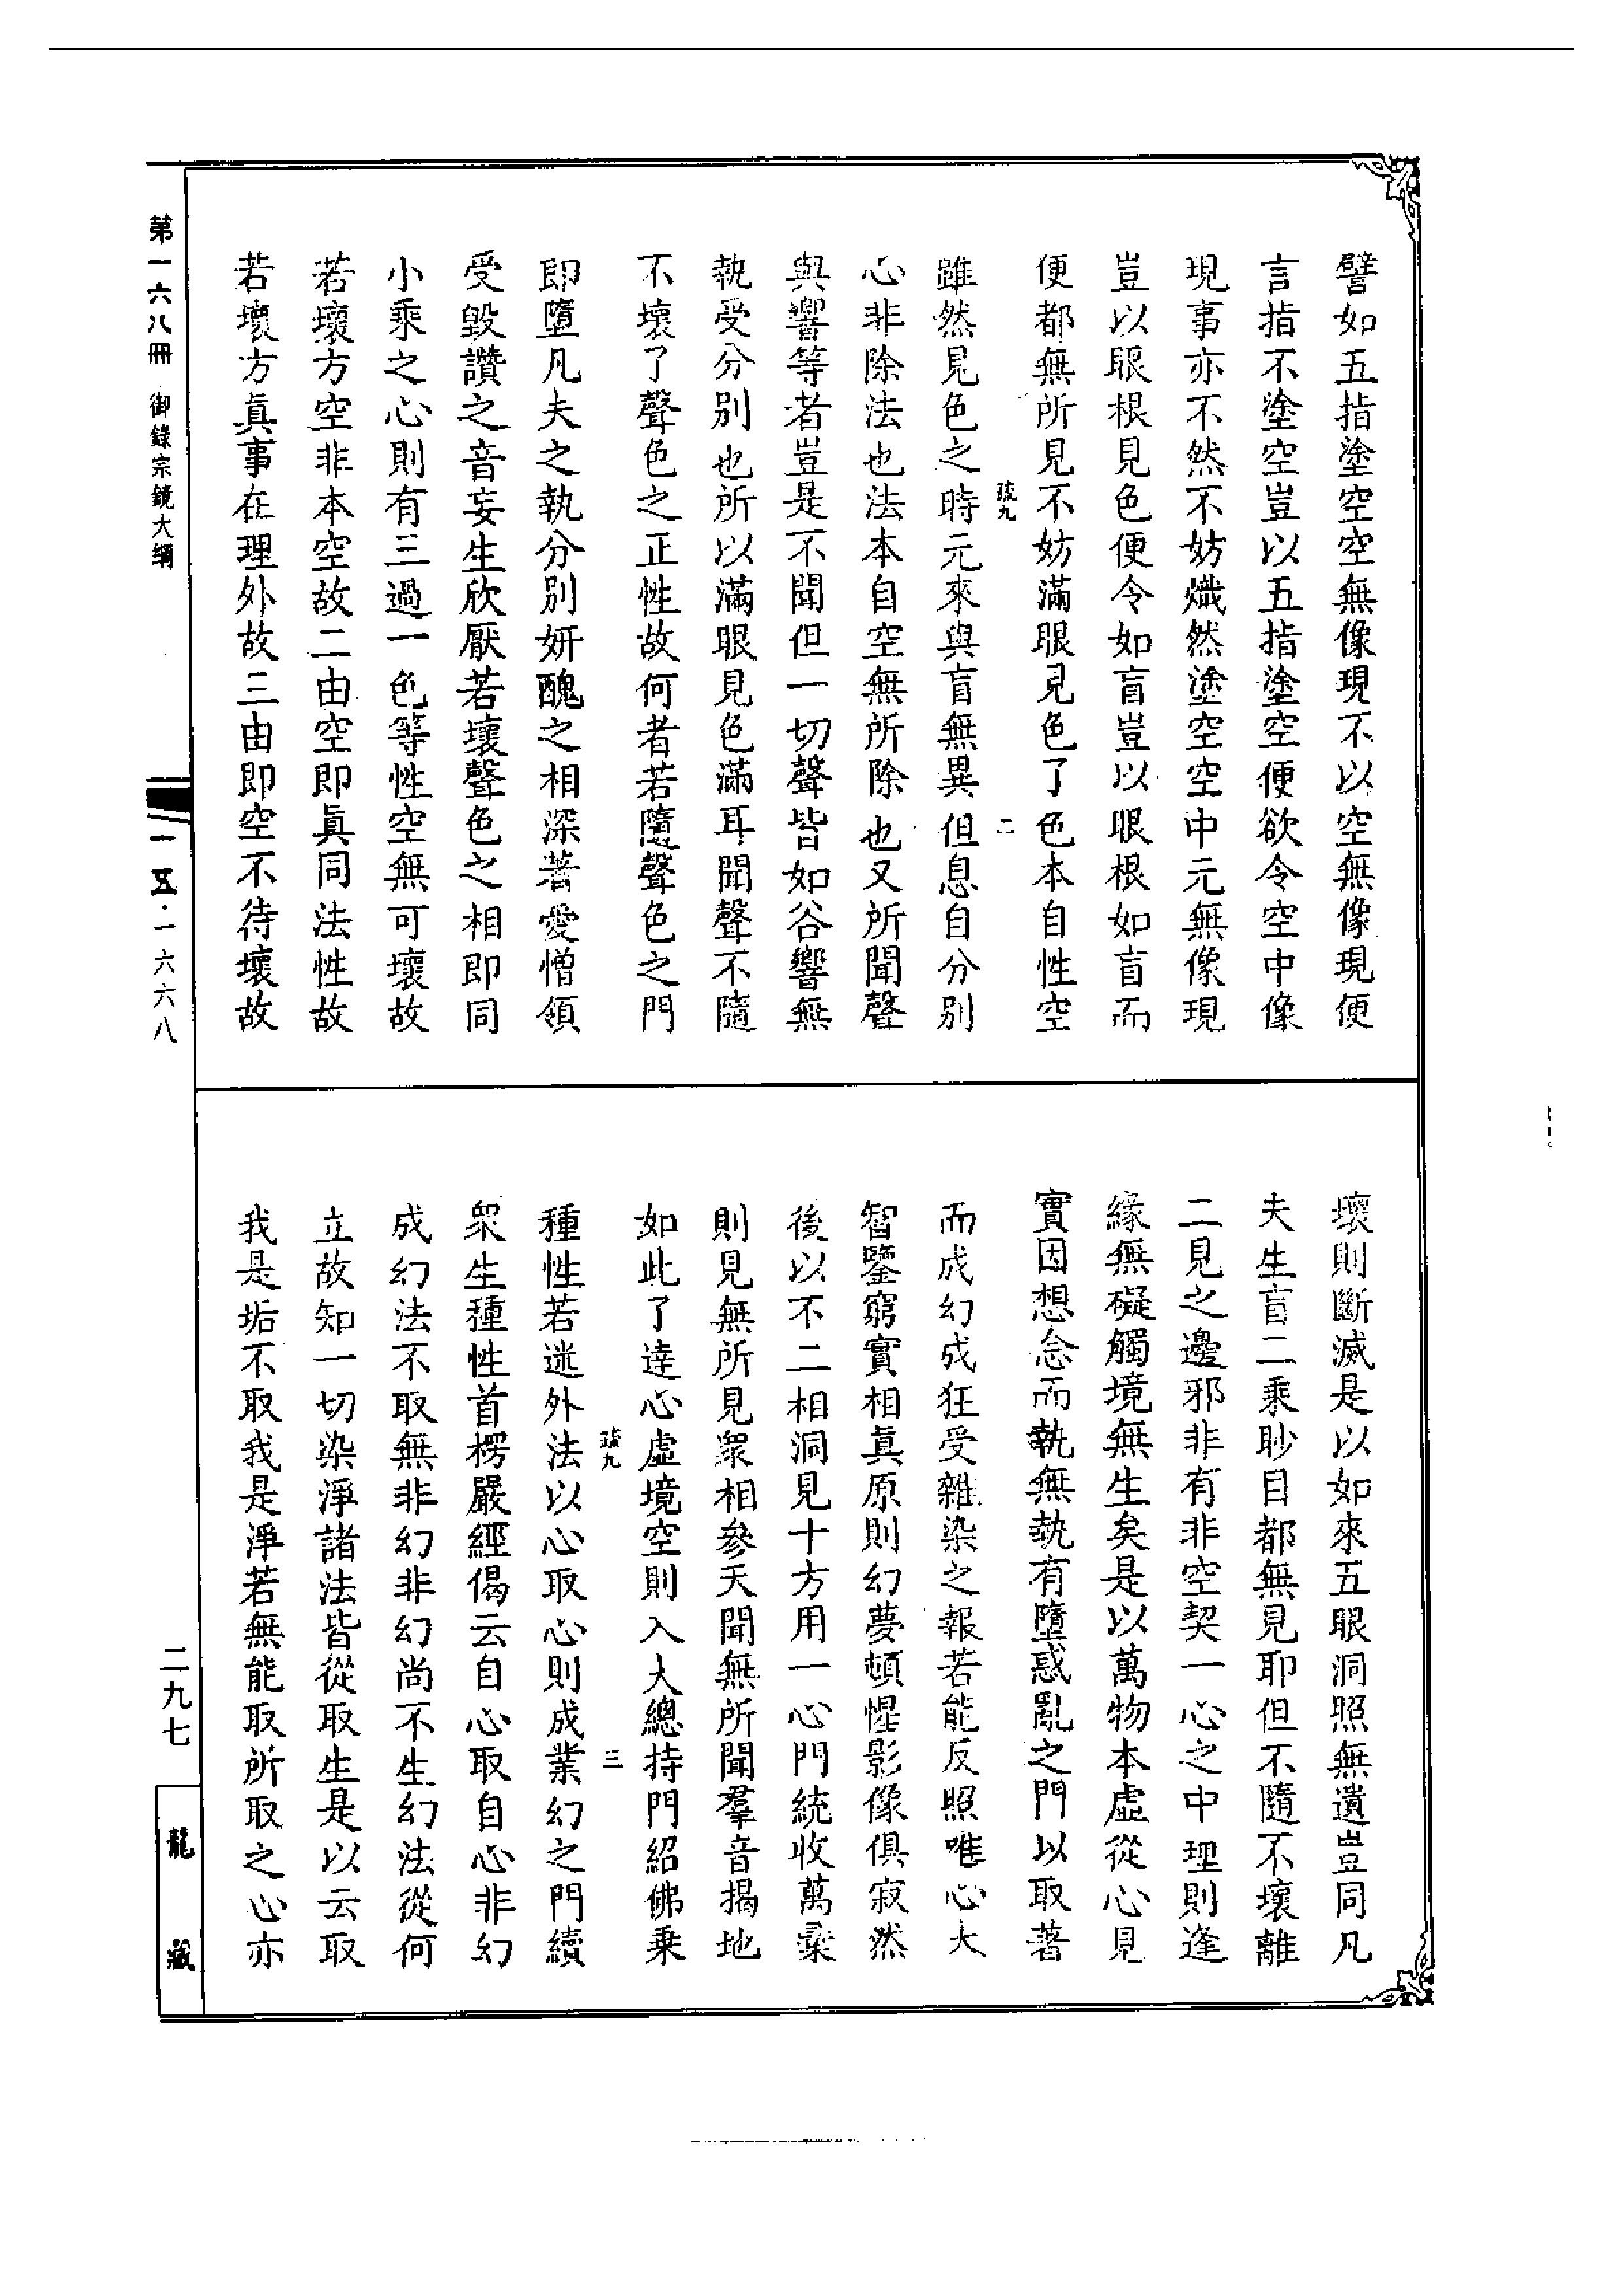 譬如五指塗空空無像現不以空無像現便
言指不塗空豈以五指塗空便欲令空中像
現事亦不然不妨熾然塗空空中元無像現
豈以眼根見色便令如盲豈以眼根如盲而
便都無所見不妨滿眼見色了色本自性空
疏九
二
雖然見色之時元來與盲無異但息自分別
心非除法也法本自空無所除也又所聞聲
與響等者豈是不聞但一切聲皆如谷響無
執受分別也所以滿眼見色滿耳聞聲不隨
不壞了聲色之正性故何者若隨聲色之門
即墮凡夫之執分別妍醜之相深著愛憎領
受毀讚之音妄生欣厭若壞聲色之相即同
小乘之心則有三過一色等性空無可壞故
若壞方空非本空故二由空即真同法性故
若壞方真事在理外故三由即空不待壞故
壞則斷滅是以如來五眼洞照無遺豈同凡
夫生盲二乘眇目都無見耶但不隨不壞離
二見之邊邪非有非空契一心之中理則逢
緣無礙觸境無生矣是以萬物本虛從心見
實因想念而執無執有墮惑亂之門以取著
而成幻成狂受雜染之報若能反照唯心大
智鑒窮實相真原則幻夢頓惺影像俱寂然
後以不二相洞見十方用一心門統收萬彙
則見無所見眾相參天聞無所聞羣音揭地
如此了達心虛境空則入大總持門紹佛乘
疏九
三
種性若迷外法以心取心則成業幻之門續
眾生種性首楞嚴經偈云自心取自心非幻
成幻法不取無非幻非幻尚不生幻法從何
立故知一切染淨諸法皆從取生是以云取
我是垢不取我是淨若無能取所取之心亦
第一六八冊 御錄宗鏡大綱
一五·一六六八
二九七
龍藏